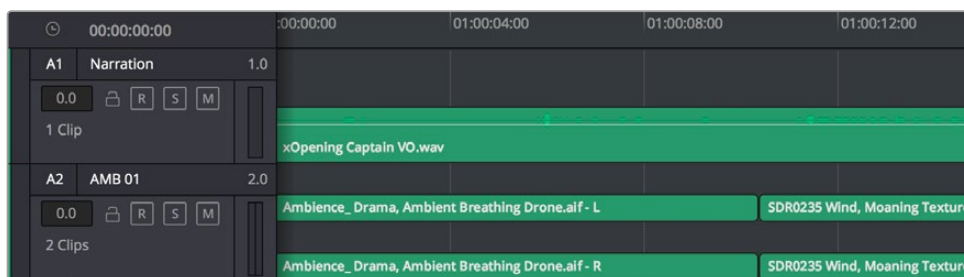 00:00:00:00
:00:00:00 01:00:04:00 01:00:08:00 01:00:12:00
A1 Narration 1.0
0.0 R S M
1 Clip
xOpening Captain VO.wav
A2 AMB 01 2.0
0.0 R S M
2 Clips
Ambience_ Drama, Ambient Breathing Drone.aif - L
SDR0235 Wind, Moaning Textur
Ambience_ Drama, Ambient Breathing Drone.aif - R
SDR0235 Wind, Moaning Textur